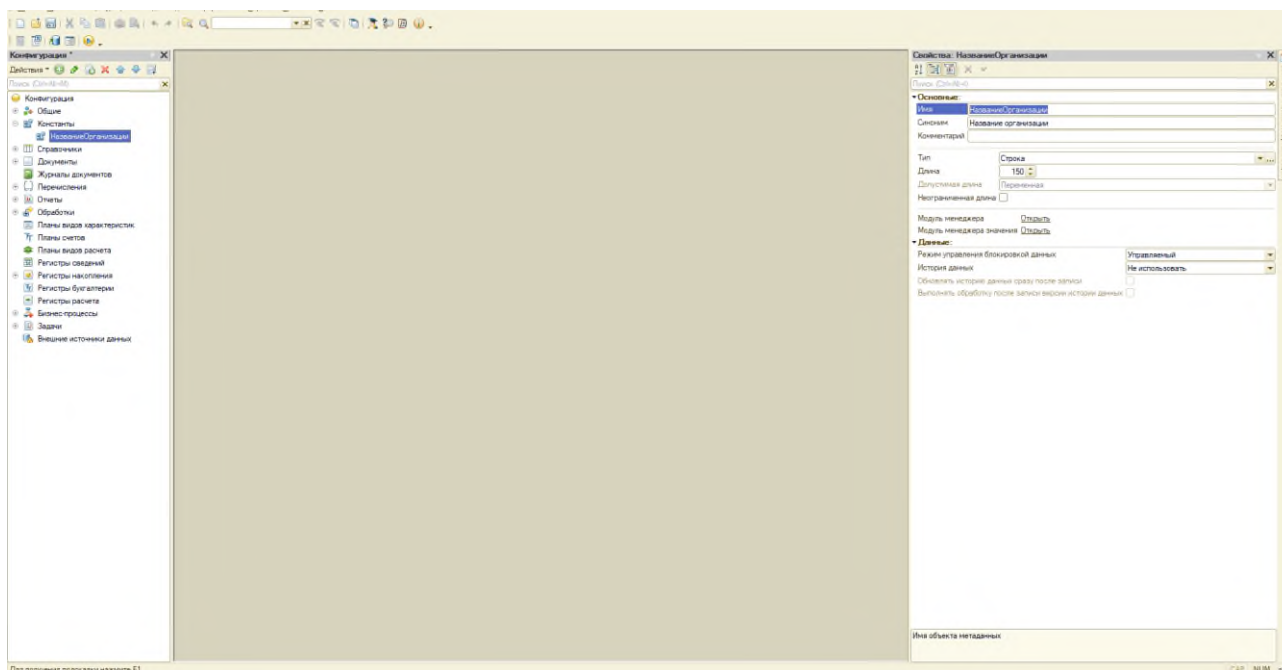 Конфигурация *
Действия
Поиск (Ctrl+Alt+M)
Конфигурация
Общие
Константы
НазваниеОрганизации
Справочники
Документы
Журналы документов
Перечисления
Отчеты
Обработки
Планы видов характеристик
Планы счетов
Планы видов расчета
Регистры сведений
Регистры накопления
Регистры бухгалтерии
Регистры расчета
Бизнес-процессы
Задачи
Внешние источники данных
Свойства: НазваниеОрганизации
Основные:
Имя НазваниеОрганизации
Синоним Название организации
Комментарий
Тип Строка
Длина 150
Допустимая длина Переменная
Неограниченная длина
Модуль менеджера Открыть
Модуль менеджера значения Открыть
Данные:
Режим управления блокировкой данных Управляемый
История данных Не использовать
Обновлять историю данных сразу после записи
Выполнять обработку после записи версии истории данных
Имя объекта метаданных
Для получения подсказки нажмите F1
CAP NUM